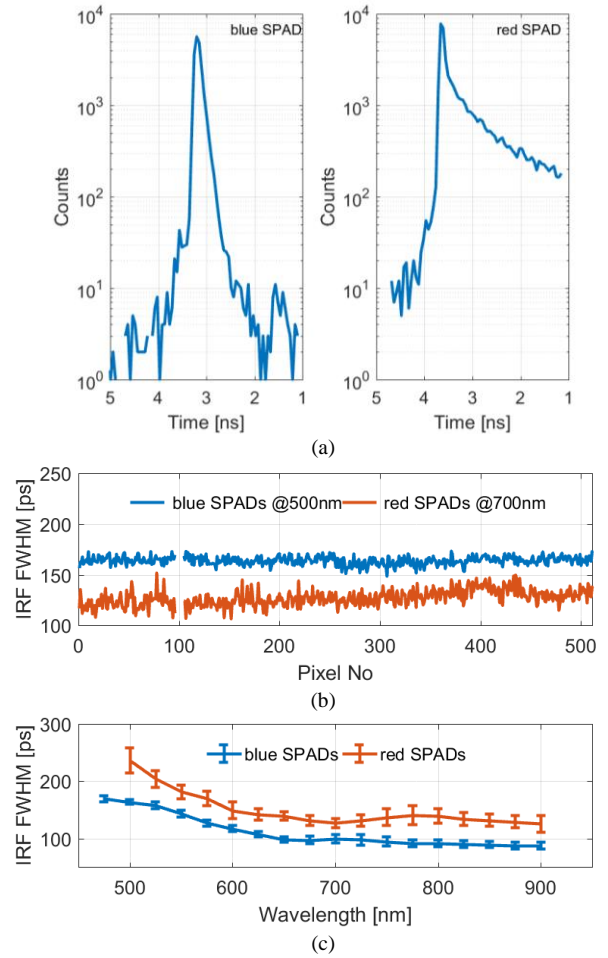 blue SPAD
10^4
10^3
10^2
10^1
10^0
Counts
5 4 3 2 1
Time [ns]
red SPAD
10^4
10^3
10^2
10^1
10^0
Counts
5 4 3 2 1
Time [ns]
(a)
250
200
150
100
IRF FWHM [ps]
blue SPADs @500nm red SPADs @700nm
0 100 200 300 400 500
Pixel No
(b)
300
200
100
IRF FWHM [ps]
blue SPADs red SPADs
500 600 700 800 900
Wavelength [nm]
(c)